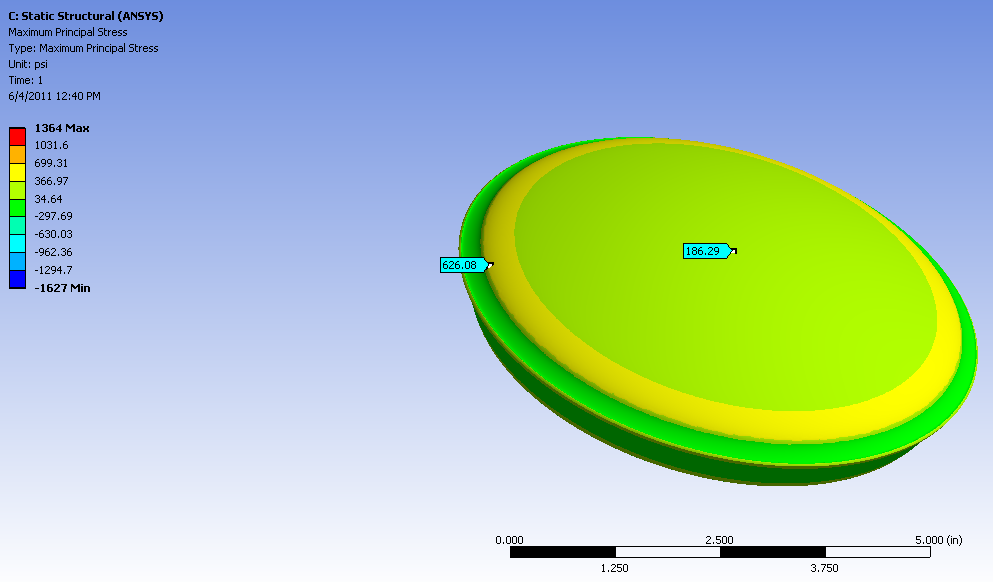 C: Static Structural (ANSYS)
Maximum Principal Stress
Type: Maximum Principal Stress
Unit: psi
Time: 1
6/4/2011 12:40 PM
1364 Max
1031.6
699.31
366.97
34.64
-297.69
-630.03
-962.36
-1294.7
-1627 Min
186.29
626.08
0.000 2.500 5.000 (in)
1.250 3.750